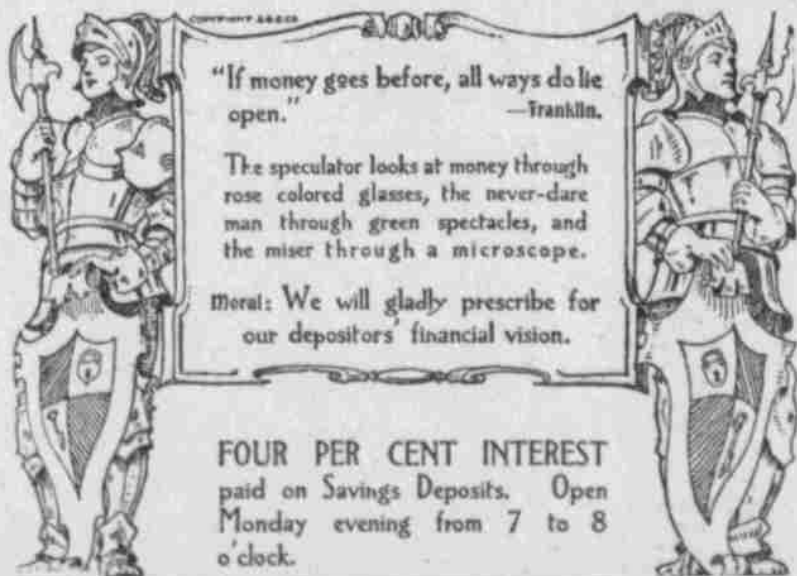 COPYRIGHT
"If money goes before, all ways do lie
open."
—Franklin.
The speculator looks at money through
rose colored glasses, the never-dare
man through green spectacles, and
the miser through a microscope.
Moral: We will gladly prescribe for
our depositors' financial vision.
FOUR PER CENT INTEREST
paid on Savings Deposits. Open
Monday evening from 7 to 8
o'clock.